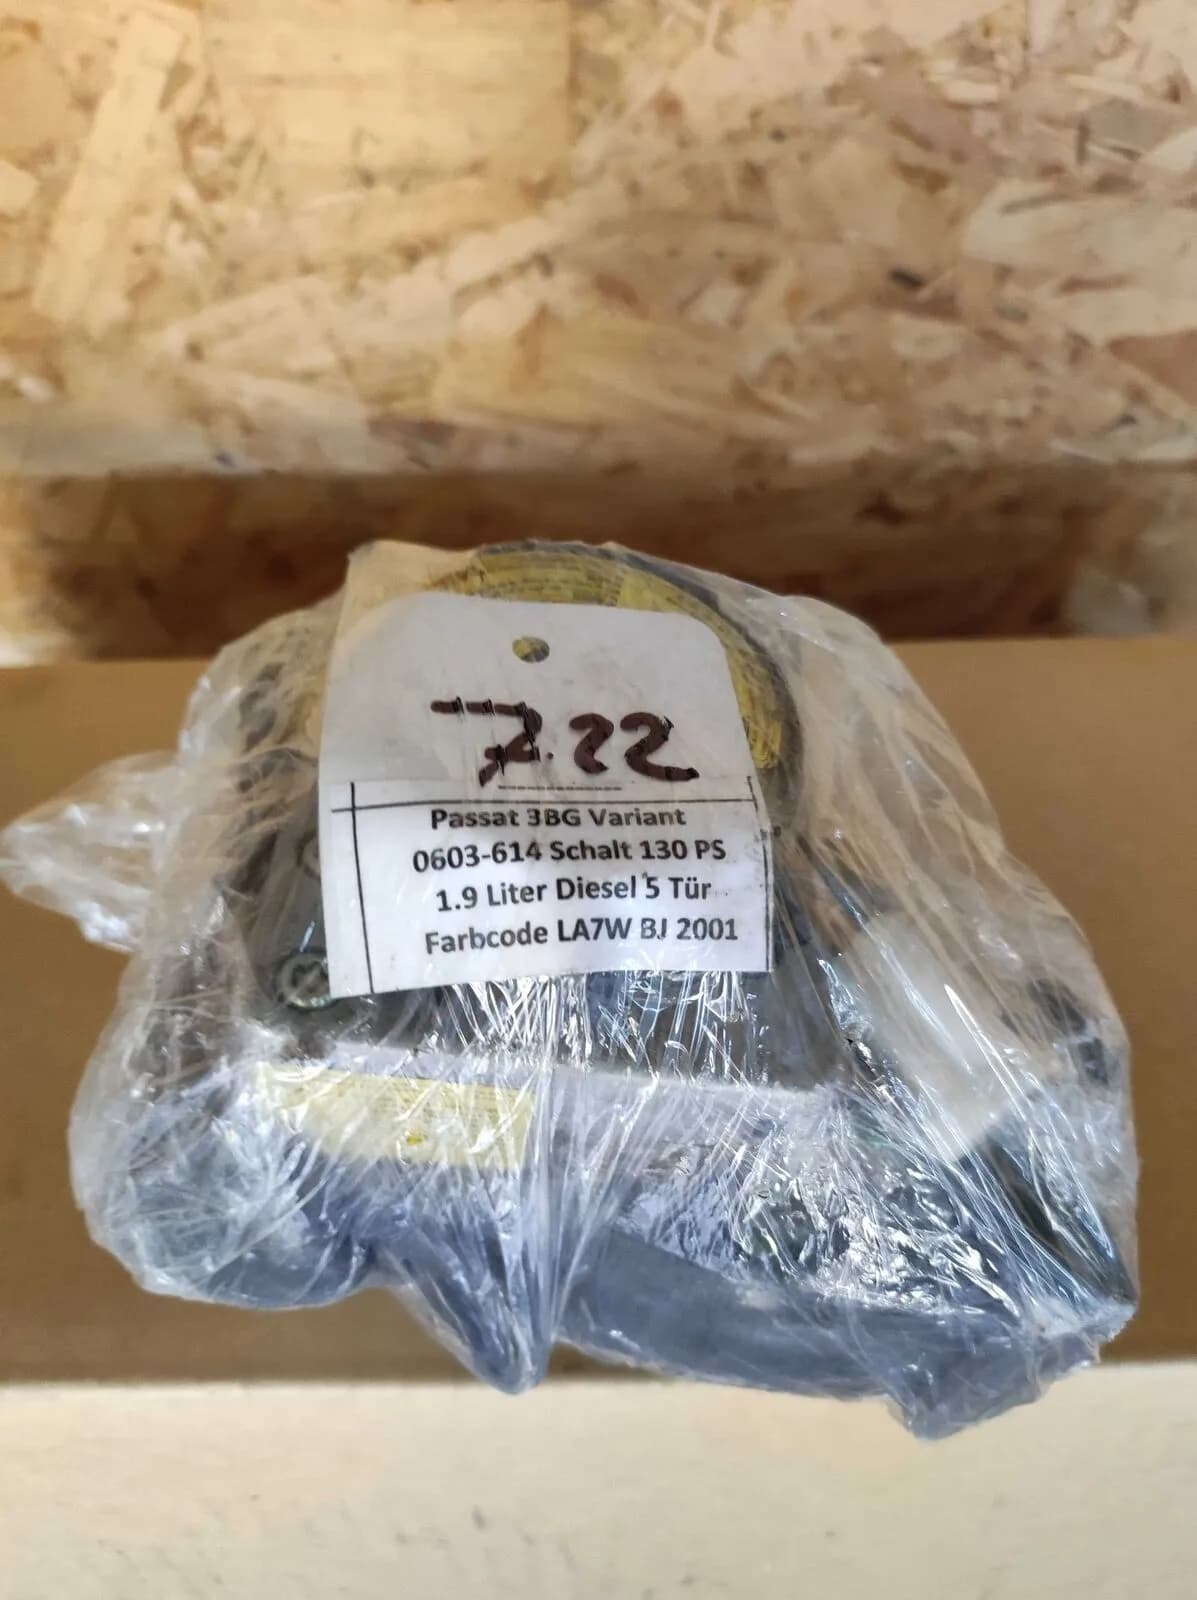 7.22
Passat 3BG Variant
0603-614 Schalt 130 PS
1.9 Liter Diesel 5 Tür
Farbcode LA7W BJ 2001